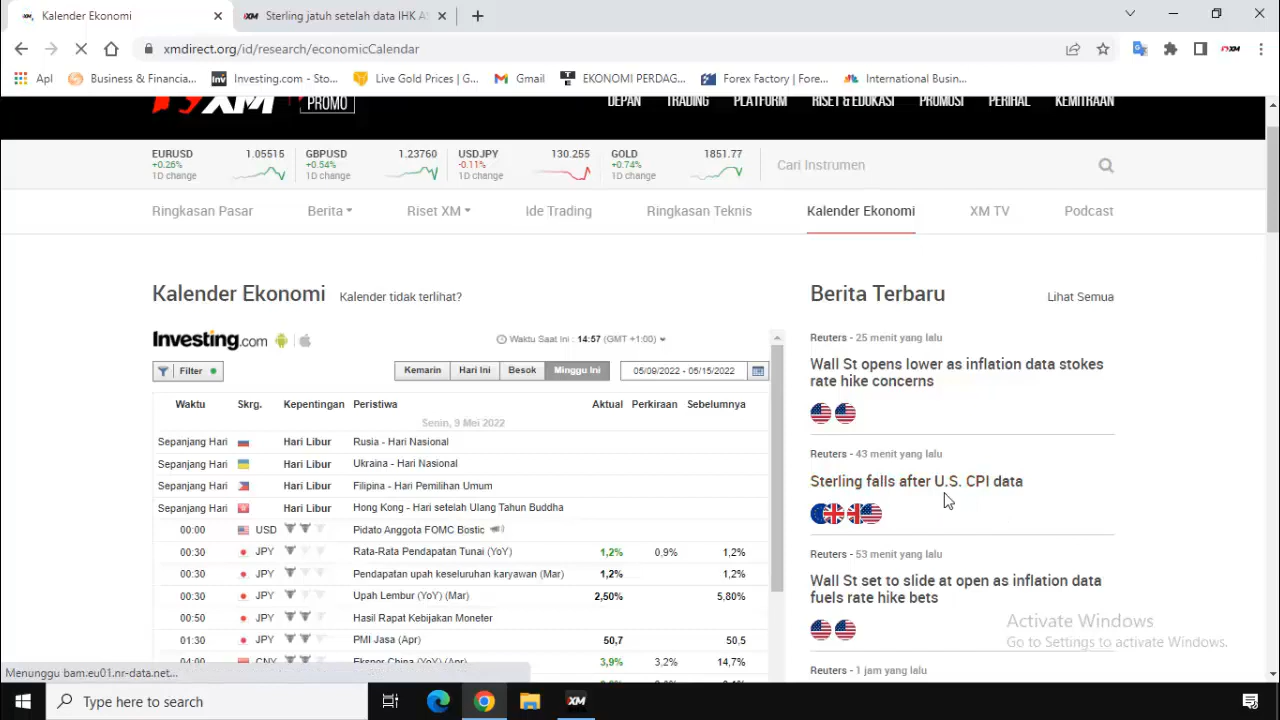 Kalender Ekonomi
Sterling jatuh setelah data IHK A
xmdirect.org/id/research/economicCalendar
Apl
Business & Financia...
Investing.com - Sto...
Live Gold Prices | G...
Gmail
EKONOMI PERDAG...
Forex Factory | Fore...
International Busin...
XM
PROMO
DEPAN TRADING PLATFORM RISET & EDUKASI PROMOSI PERIHAL KEMITRAAN
EURUSD 1.05515
+0.26%
1D change
GBPUSD 1.23760
+0.54%
1D change
USDJPY 130.255
-0.11%
1D change
GOLD 1851.77
+0.74%
1D change
Cari Instrumen
Ringkasan Pasar Berita Riset XM Ide Trading Ringkasan Teknis Kalender Ekonomi XM TV Podcast
Kalender Ekonomi Kalender tidak terlihat?
Investing.com
Waktu Saat Ini : 14:57 (GMT +1:00)
Filter
Kemarin Hari Ini Besok Minggu Ini 05/09/2022 - 05/15/2022
Waktu Skrg. Kepentingan Peristiwa Aktual Perkiraan Sebelumnya
Senin, 9 Mei 2022
Sepanjang Hari Hari Libur Rusia - Hari Nasional
Sepanjang Hari Hari Libur Ukraina - Hari Nasional
Sepanjang Hari Hari Libur Filipina - Hari Pemilihan Umum
Sepanjang Hari Hari Libur Hong Kong - Hari setelah Ulang Tahun Buddha
00:00 USD Pidato Anggota FOMC Bostic
00:30 JPY Rata-Rata Pendapatan Tunai (YoY) 1,2% 0,9% 1,2%
00:30 JPY Pendapatan upah keseluruhan karyawan (Mar) 1,2% 1,2%
00:30 JPY Upah Lembur (YoY) (Mar) 2,50% 5,80%
00:50 JPY Hasil Rapat Kebijakan Moneter
01:30 JPY PMI Jasa (Apr) 50,7 50,5
04:00 CNY Ekspor China (YoY) (Apr) 3,9% 3,2% 14,7%
Berita Terbaru Lihat Semua
Reuters - 25 menit yang lalu
Wall St opens lower as inflation data stokes
rate hike concerns
Reuters - 43 menit yang lalu
Sterling falls after U.S. CPI data
Reuters - 53 menit yang lalu
Wall St set to slide at open as inflation data
fuels rate hike bets
Reuters - 1 jam yang lalu
Activate Windows
Go to Settings to activate Windows.
Menunggu bam.eu01.nr-data.net...
Type here to search
XM